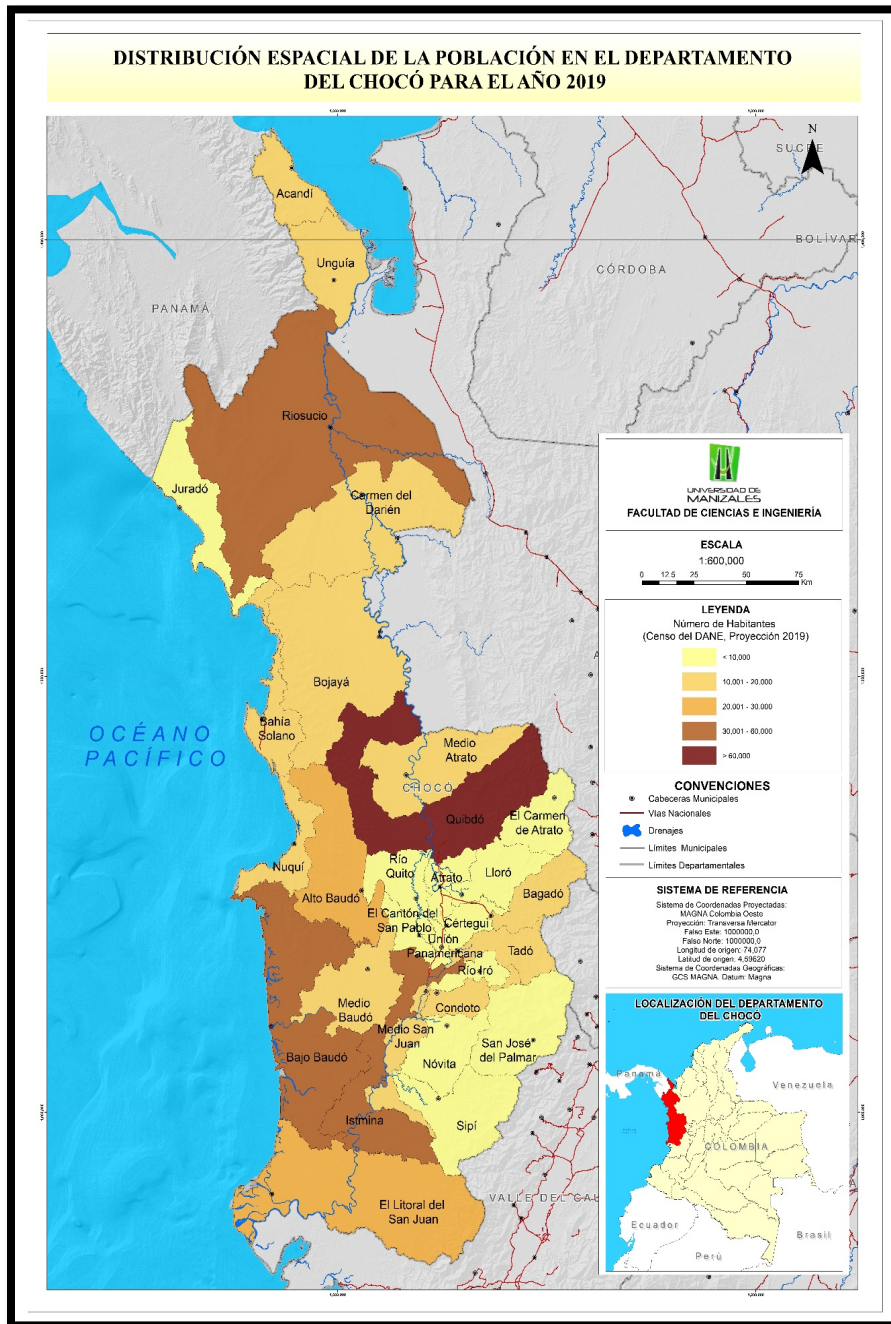 DISTRIBUCIÓN ESPACIAL DE LA POBLACIÓN EN EL DEPARTAMENTO
DEL CHOCÓ PARA EL AÑO 2019
N
SUCRE
BOLÍVAR
CÓRDOBA
PANAMÁ
Acandí
Unguía
Riosucio
Juradó
Carmen del
Darién
Bojayá
Bahía
Solano
OCÉANO
PACÍFICO
Medio
Atrato
CHOCÓ
Quibdó
El Carmen
de Atrato
Río
Quito
Atrato
Lloró
Nuquí
Alto Baudó
Bagadó
El Cantón del
San Pablo
Cértegui
Unión
Panamericana
Tadó
Río Iró
Medio
Baudó
Condoto
Medio San
Juan
San José
del Palmar
Bajo Baudó
Nóvita
Istmina
Sipí
El Litoral del
San Juan
VALLE DEL CAU
UNIVERSIDAD DE
MANIZALES
FACULTAD DE CIENCIAS E INGENIERÍA
ESCALA
1:600,000
0 12.5 25 50 75
Km
LEYENDA
Número de Habitantes
(Censo del DANE, Proyección 2019)
< 10,000
10,001 - 20.000
20,001 - 30.000
30,001 - 60,000
> 60,000
CONVENCIONES
Cabeceras Municipales
Vías Nacionales
Drenajes
Límites Municipales
Límites Departamentales
SISTEMA DE REFERENCIA
Sistema de Coordenadas Proyectadas:
MAGNA Colombia Oeste
Proyección: Transversa Mercator
Falso Este: 1000000,0
Falso Norte: 1000000,0
Longitud de origen: 74,077
Latitud de origen: 4,59620
Sistema de Coordenadas Geográficas:
GCS MAGNA. Datum: Magna
LOCALIZACIÓN DEL DEPARTAMENTO
DEL CHOCÓ
Panamá
Venezuela
COLOMBIA
Ecuador
Brasil
Perú